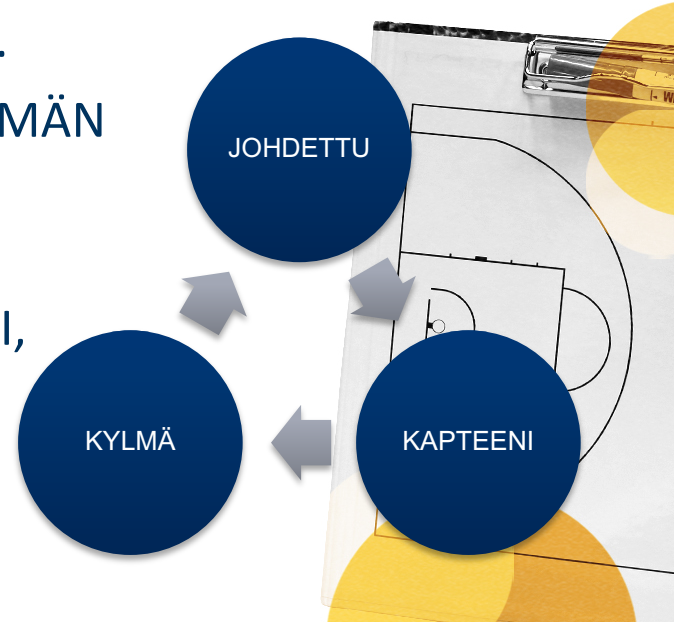 .
MÄN
JOHDETTU
I,
KYLMÄ
KAPTEENI